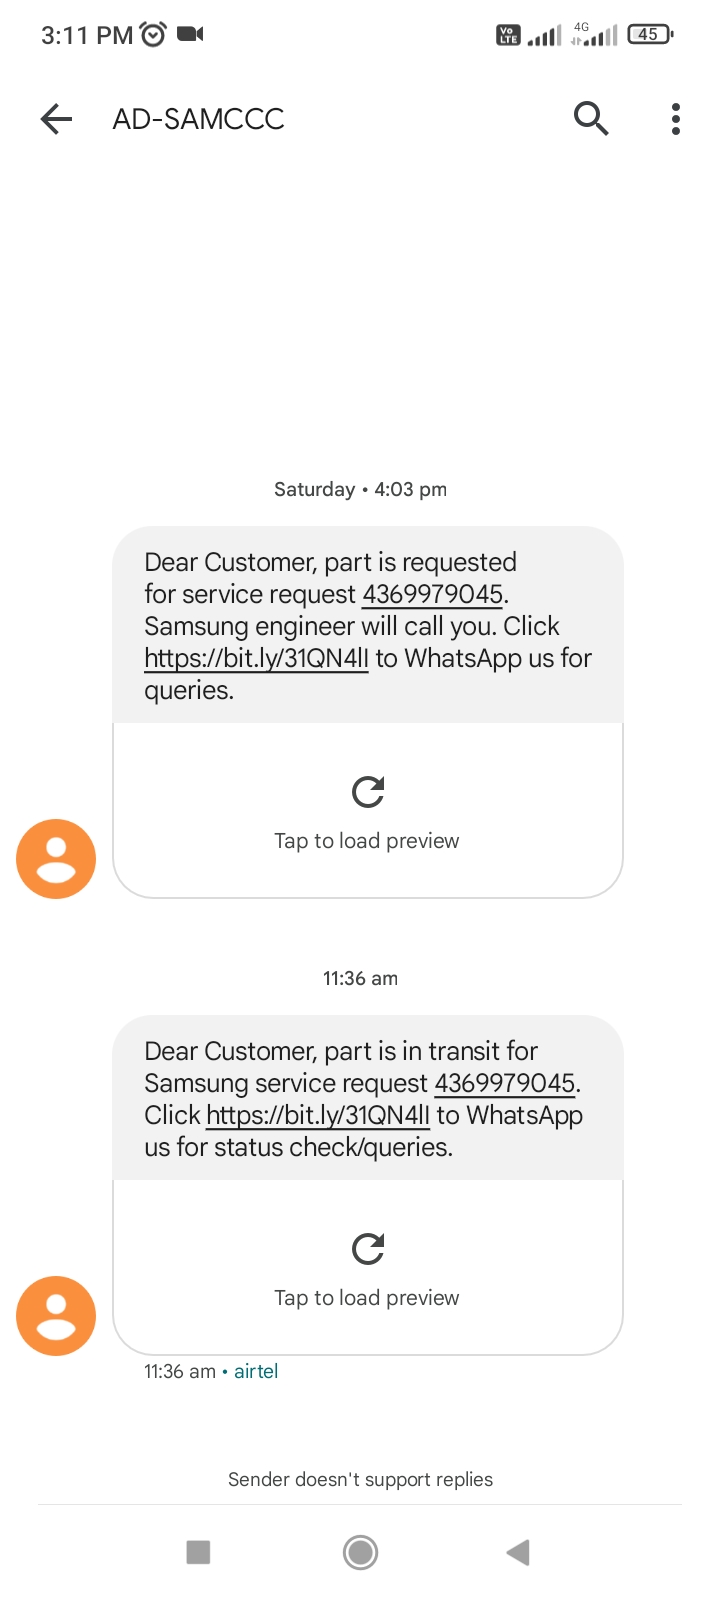 3:11 PM
Vo LTE 4G 45
AD-SAMCCC
Saturday • 4:03 pm
Dear Customer, part is requested
for service request 4369979045.
Samsung engineer will call you. Click
https://bit.ly/31QN4lI to WhatsApp us for
queries.
Tap to load preview
11:36 am
Dear Customer, part is in transit for
Samsung service request 4369979045.
Click https://bit.ly/31QN4lI to WhatsApp
us for status check/queries.
Tap to load preview
11:36 am • airtel
Sender doesn't support replies